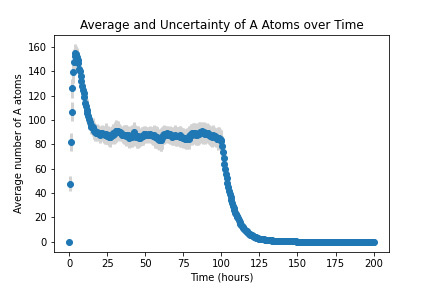 Average and Uncertainty of A Atoms over Time
Average number of A atoms
160
140
120
100
80
60
40
20
0
0 25 50 75 100 125 150 175 200
Time (hours)